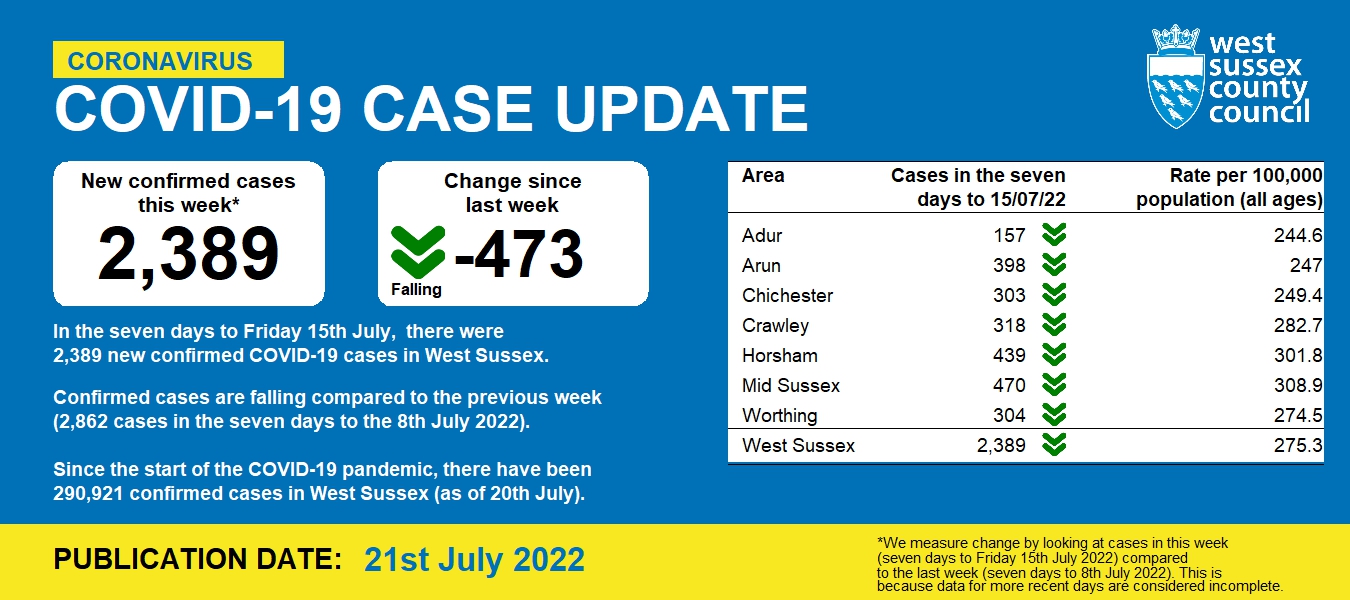 CORONAVIRUS
COVID-19 CASE UPDATE
west
sussex
county
council
New confirmed cases
this week*
2,389
Change since
last week
-473
Falling
In the seven days to Friday 15th July,  there were
2,389 new confirmed COVID-19 cases in West Sussex.
Confirmed cases are falling compared to the previous week
(2,862 cases in the seven days to the 8th July 2022).
Since the start of the COVID-19 pandemic, there have been
290,921 confirmed cases in West Sussex (as of 20th July).
Area Cases in the seven Rate per 100,000
days to 15/07/22 population (all ages)
Adur 157 244.6
Arun 398 247
Chichester 303 249.4
Crawley 318 282.7
Horsham 439 301.8
Mid Sussex 470 308.9
Worthing 304 274.5
West Sussex 2,389 275.3
PUBLICATION DATE: 21st July 2022
*We measure change by looking at cases in this week
(seven days to Friday 15th July 2022) compared
to the last week (seven days to 8th July 2022). This is
because data for more recent days are considered incomplete.